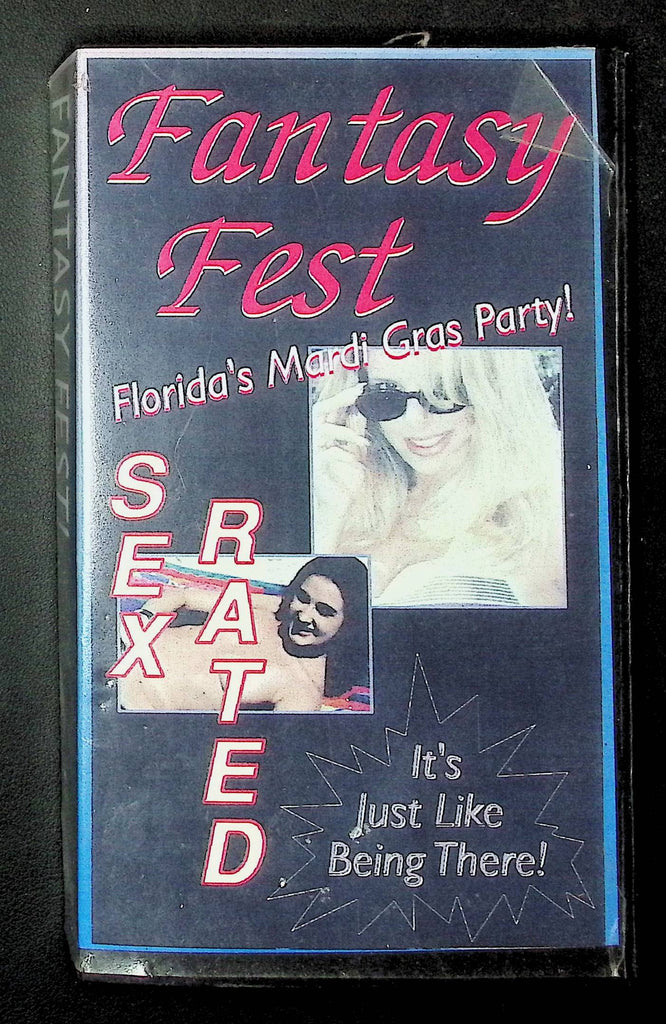 Fantasy
Fest
Florida's Mardi Gras Party!
SEX
RATED
It's
Just Like
Being There!
FANTASY FEST!